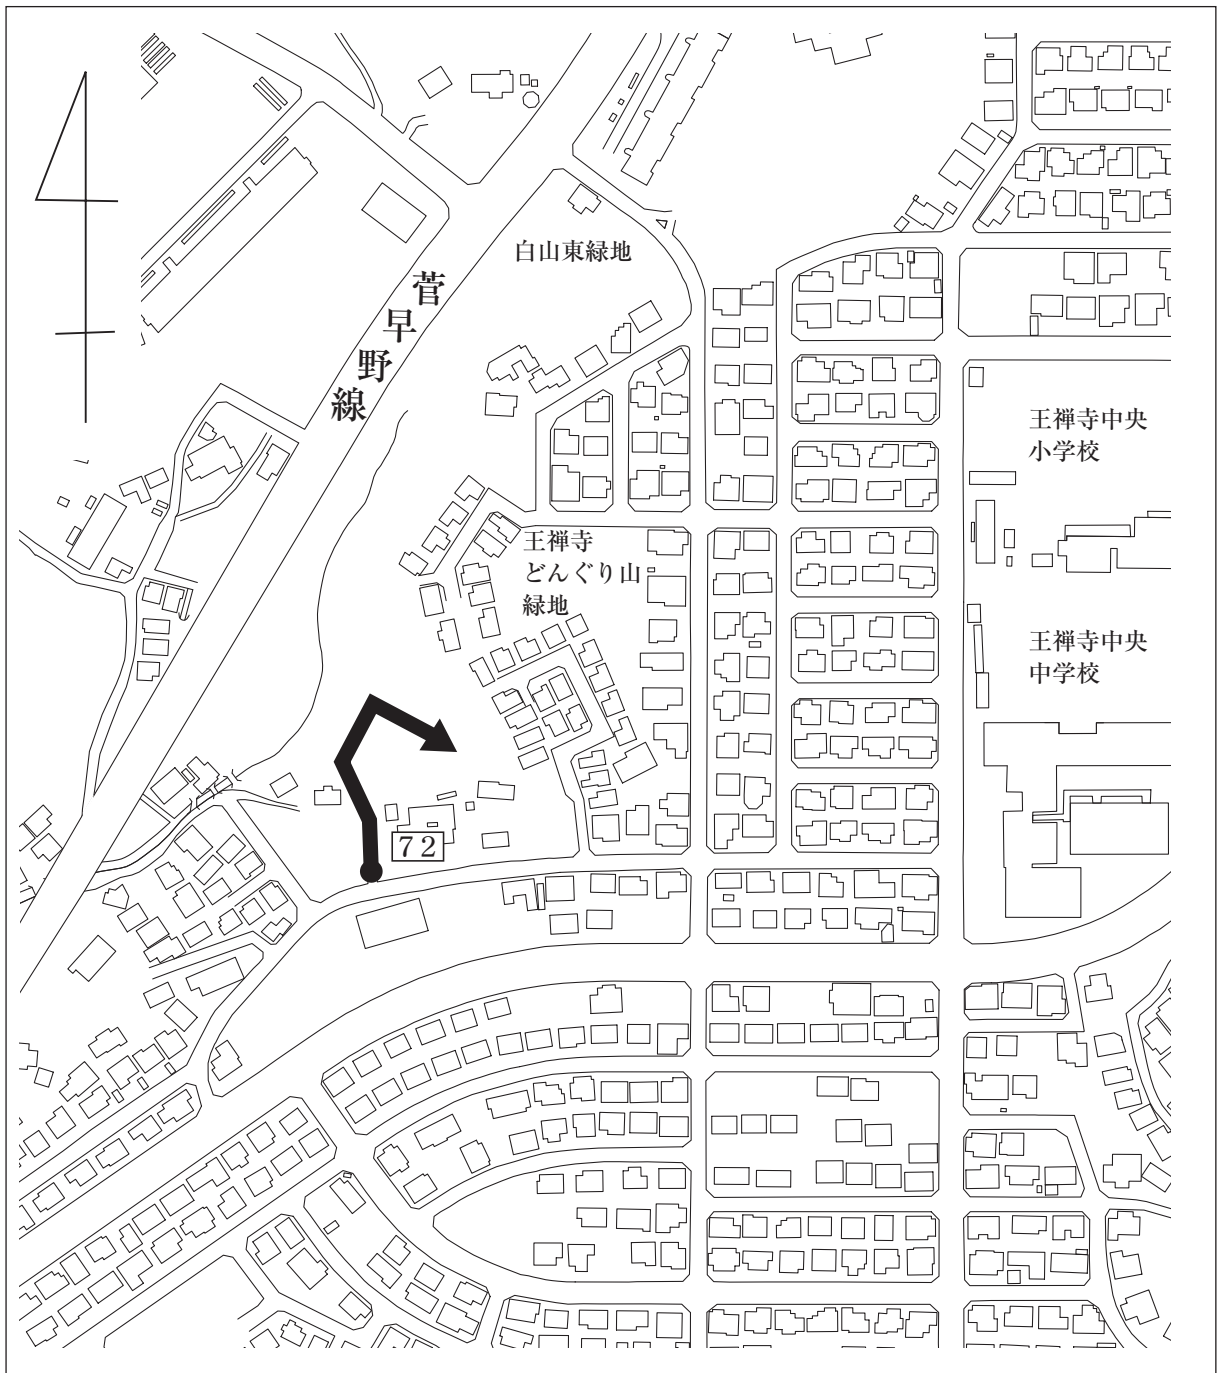 白山東緑地
菅早野線
王禅寺中央
小学校
王禅寺
どんぐり山
緑地
王禅寺中央
中学校
72